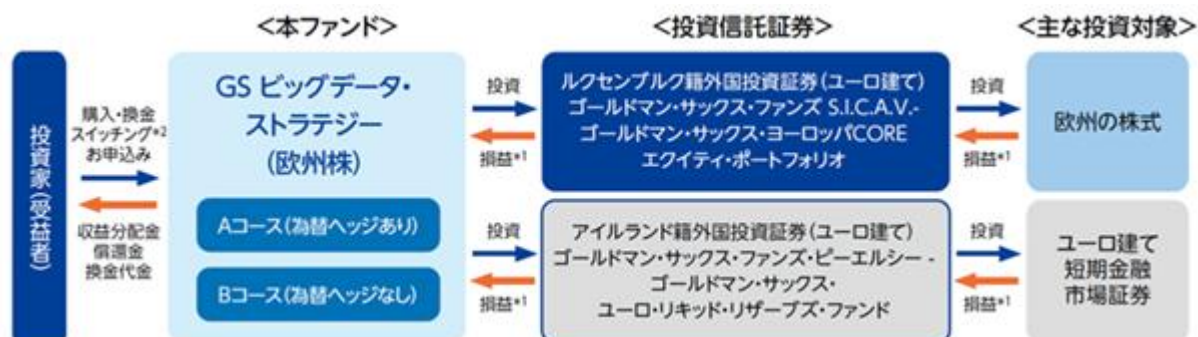 <本ファンド>
<投資信託証券>
<主な投資対象>
投資家(受益者)
購入・換金
スイッチング*2
お申込み
収益分配金
償還金
換金代金
GS ビッグデータ・
ストラテジー
(欧州株)
Aコース(為替ヘッジあり)
Bコース(為替ヘッジなし)
投資
損益*1
投資
損益*1
ルクセンブルク籍外国投資証券(ユーロ建て)
ゴールドマン・サックス・ファンズ S.I.C.A.V.-
ゴールドマン・サックス・ヨーロッパCORE
エクイティ・ポートフォリオ
アイルランド籍外国投資証券(ユーロ建て)
ゴールドマン・サックス・ファンズ・ピーエルシー -
ゴールドマン・サックス・
ユーロ・リキッド・リザーブズ・ファンド
投資
損益*1
投資
損益*1
欧州の株式
ユーロ建て
短期金融
市場証券